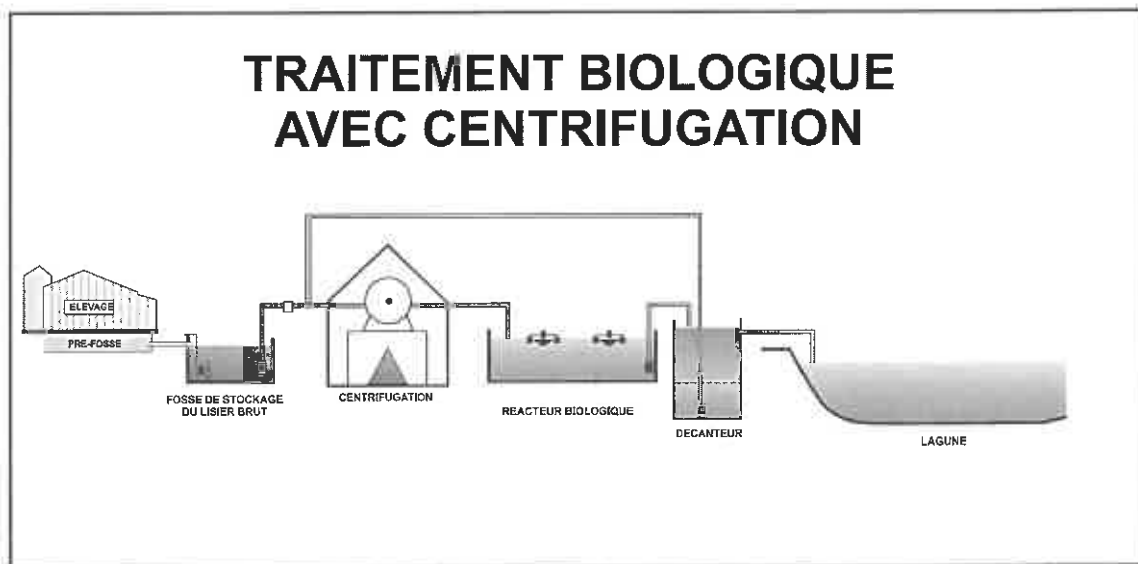 TRAITEMENT BIOLOGIQUE
AVEC CENTRIFUGATION
ELEVAGE
PRE-FOSSE
FOSSE DE STOCKAGE
DU LISIER BRUT
CENTRIFUGATION
REACTEUR BIOLOGIQUE
DECANTEUR
LAGUNE